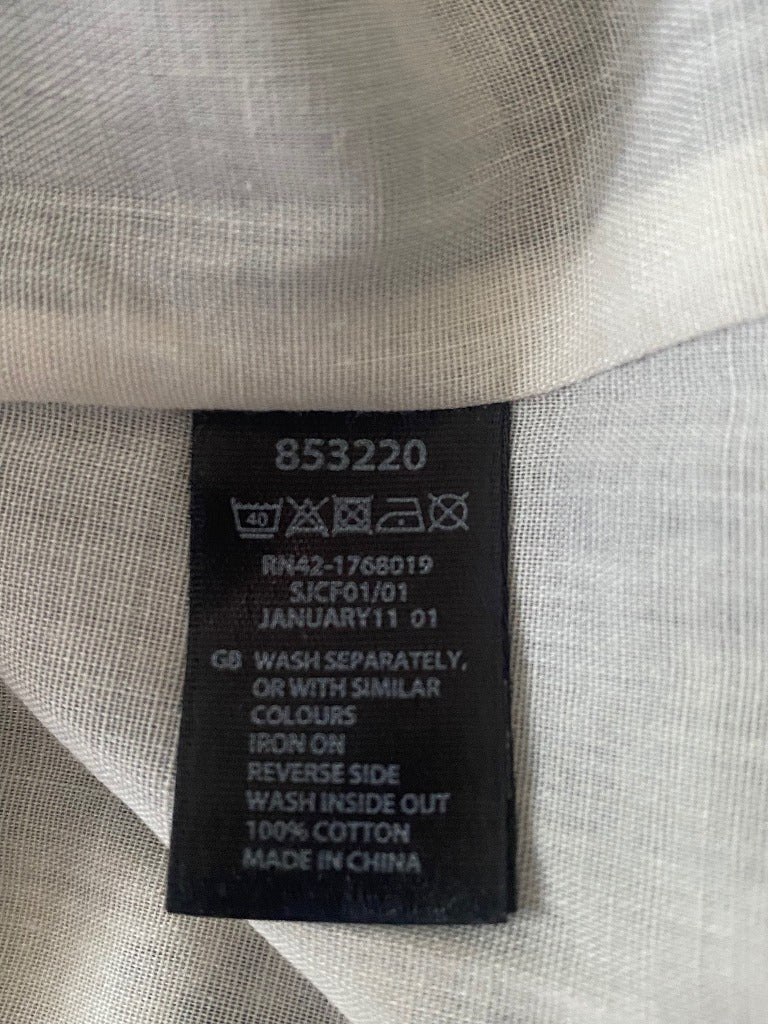 853220
40
RN42-1768019
SJCF01/01
JANUARY11 01
GB WASH SEPARATELY,
OR WITH SIMILAR
COLOURS
IRON ON
REVERSE SIDE
WASH INSIDE OUT
100% COTTON
MADE IN CHINA